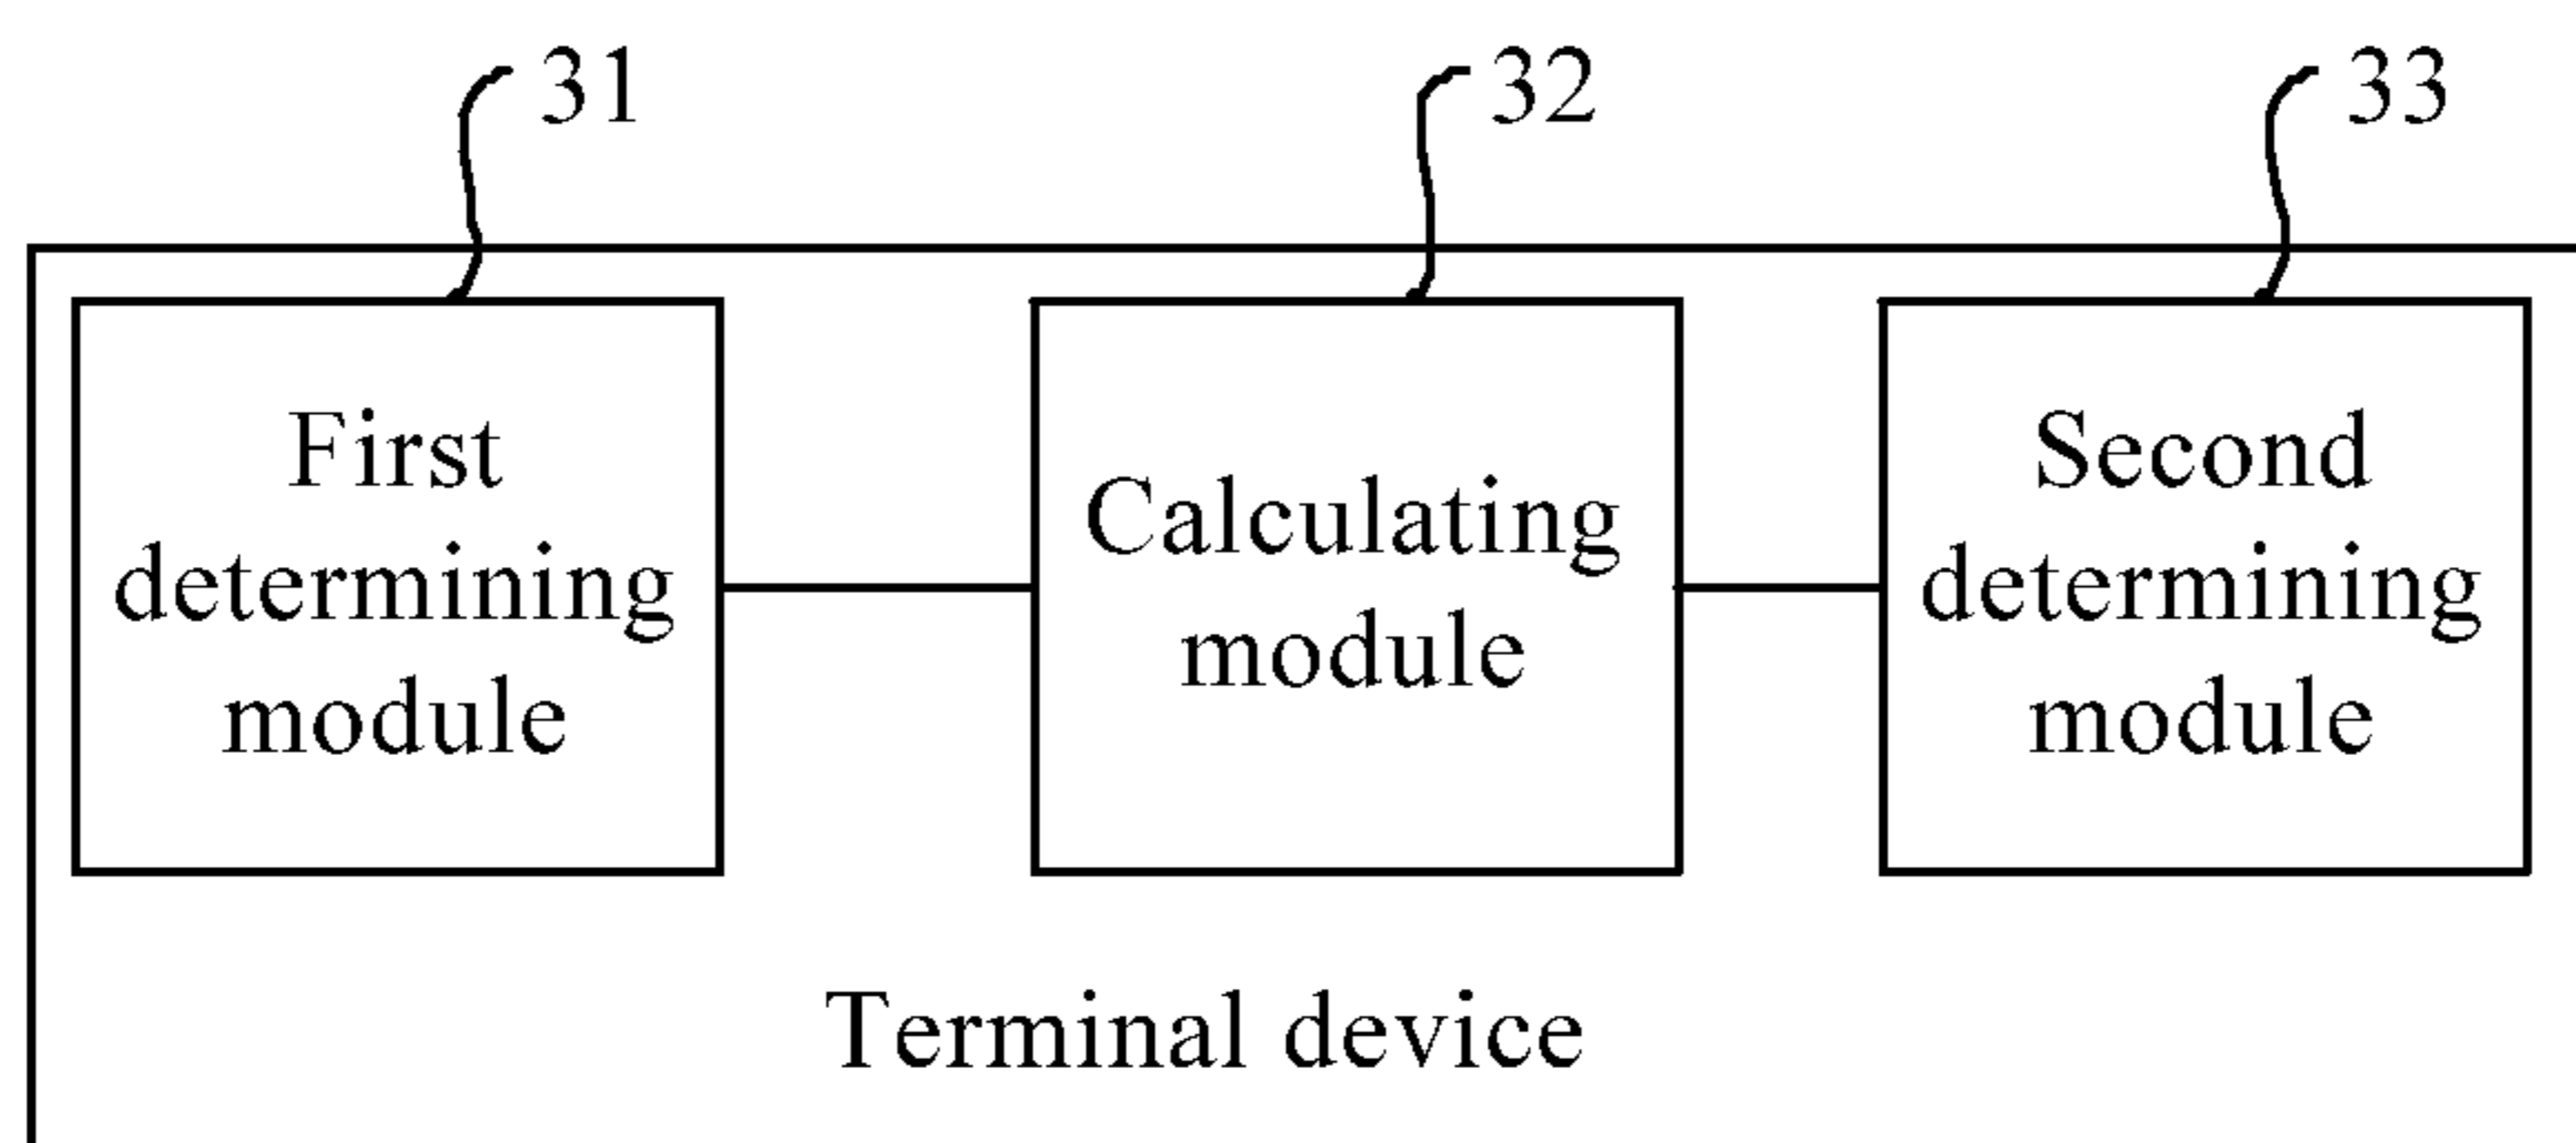 31
32
33
First
determining
module
Calculating
module
Second
determining
module
Terminal device